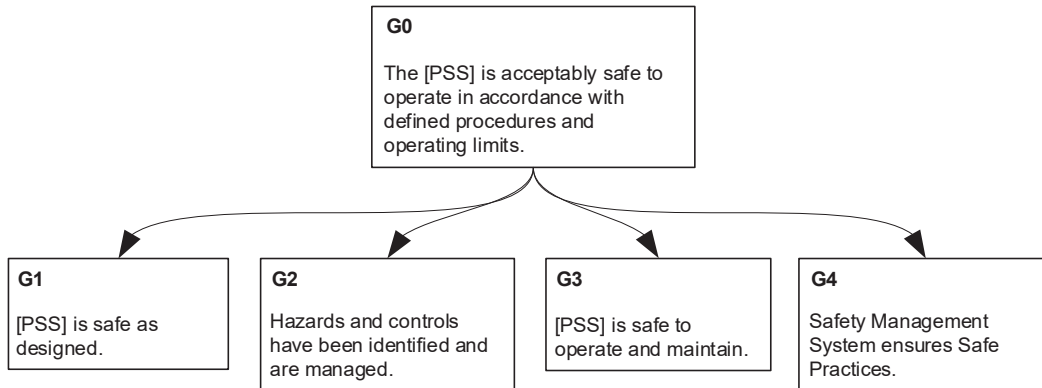 G0
The [PSS] is acceptably safe to
operate in accordance with
defined procedures and
operating limits.
G1
[PSS] is safe as
designed.
G2
Hazards and controls
have been identified and
are managed.
G3
[PSS] is safe to
operate and maintain.
G4
Safety Management
System ensures Safe
Practices.